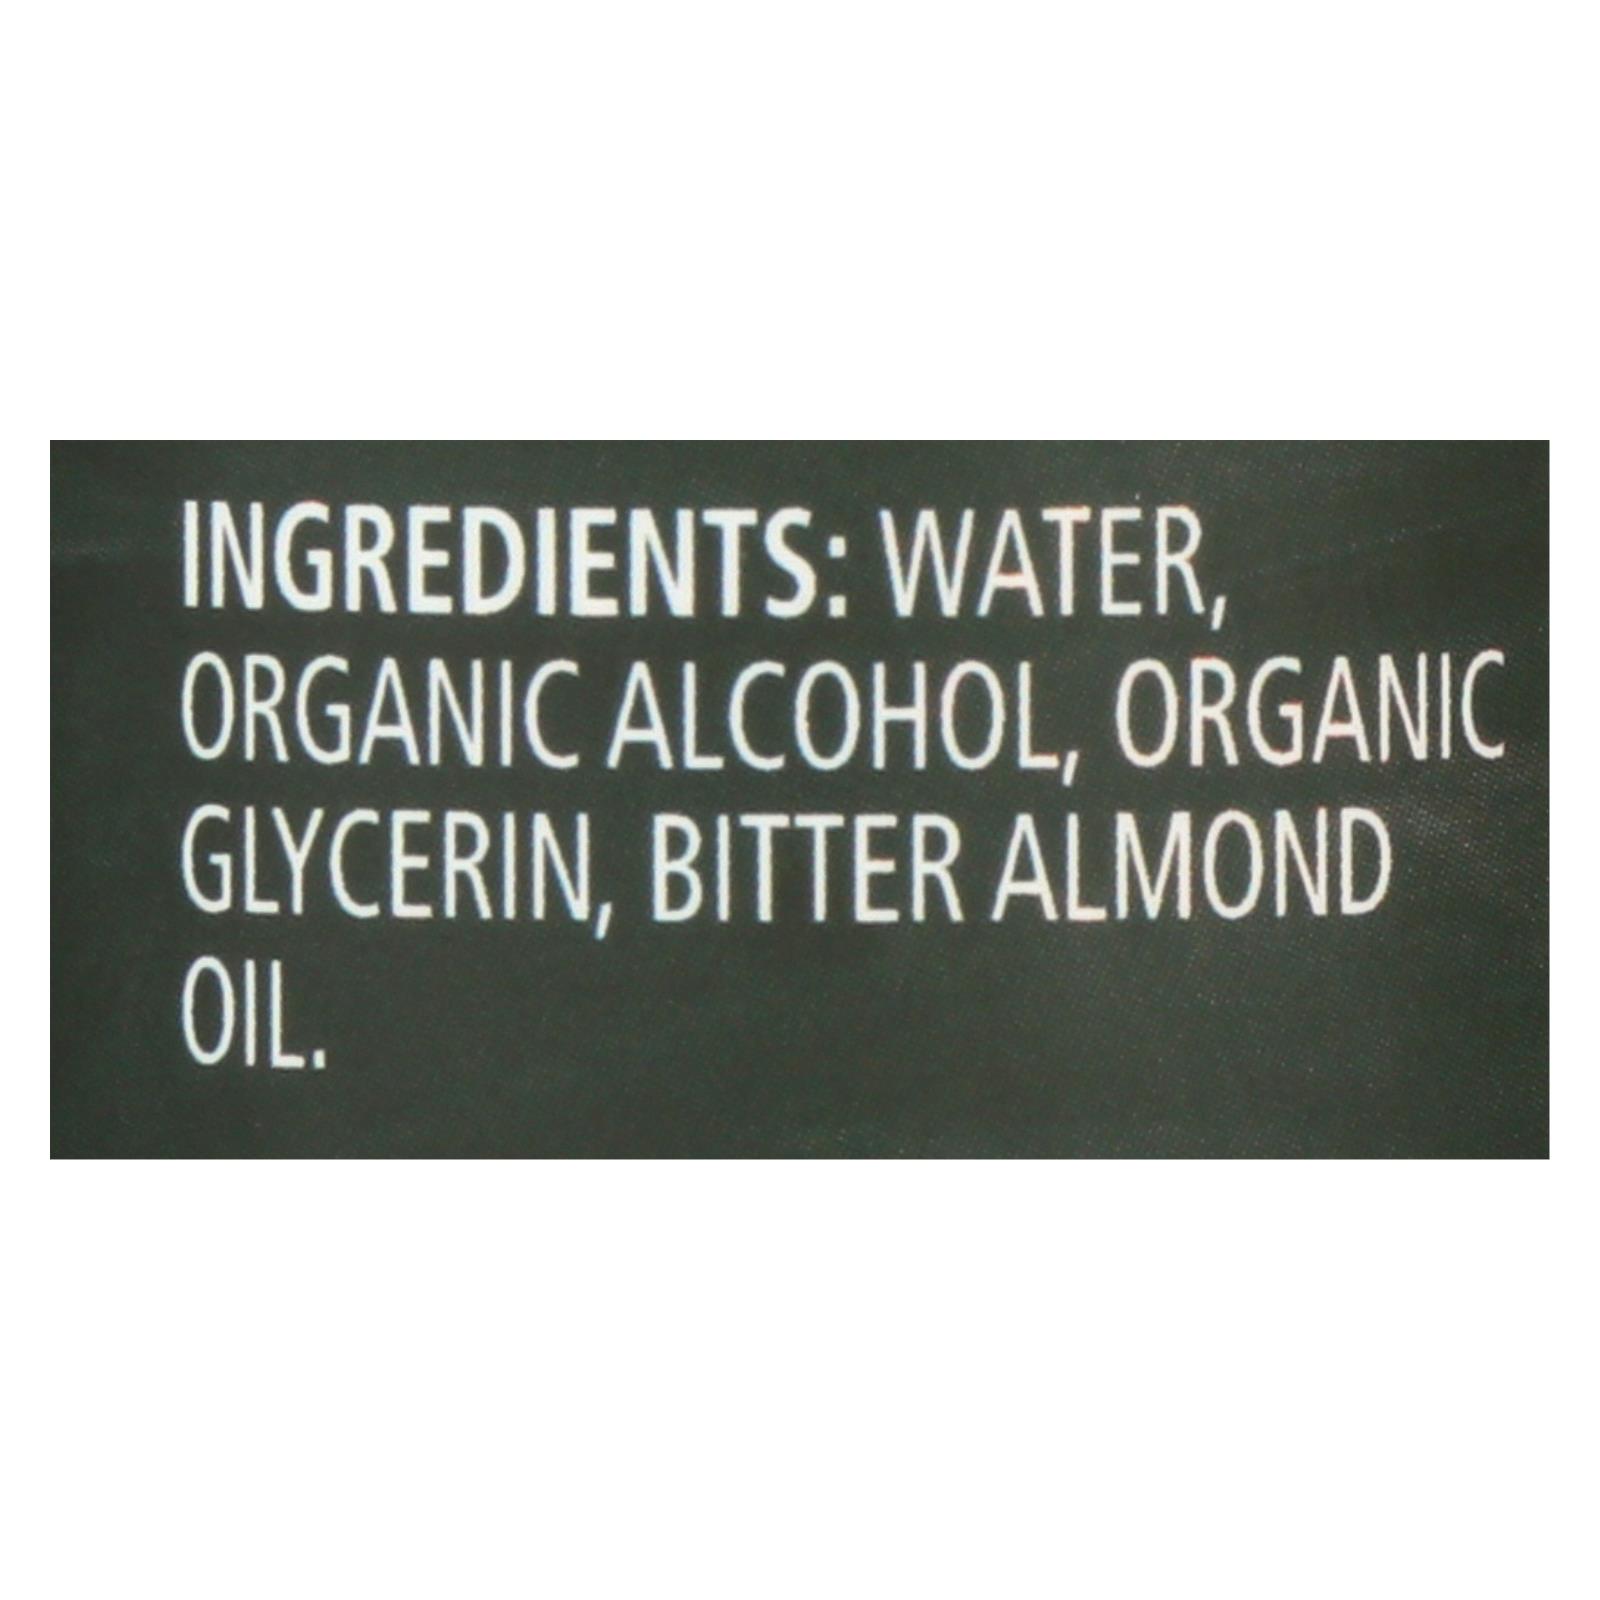 INGREDIENTS: WATER,
ORGANIC ALCOHOL, ORGANIC
GLYCERIN, BITTER ALMOND
OIL.